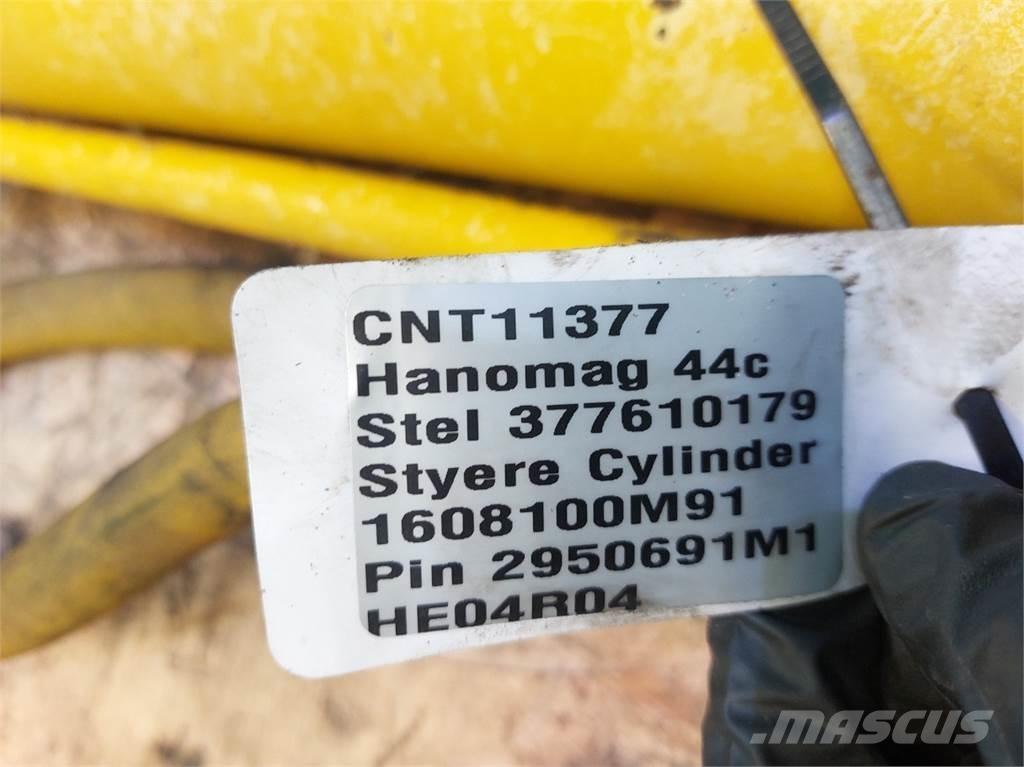 CNT11377
Hanomag 44c
Stel 377610179
Styere Cylinder
1608100M91
Pin 2950691M1
HE04R04
MASCUS